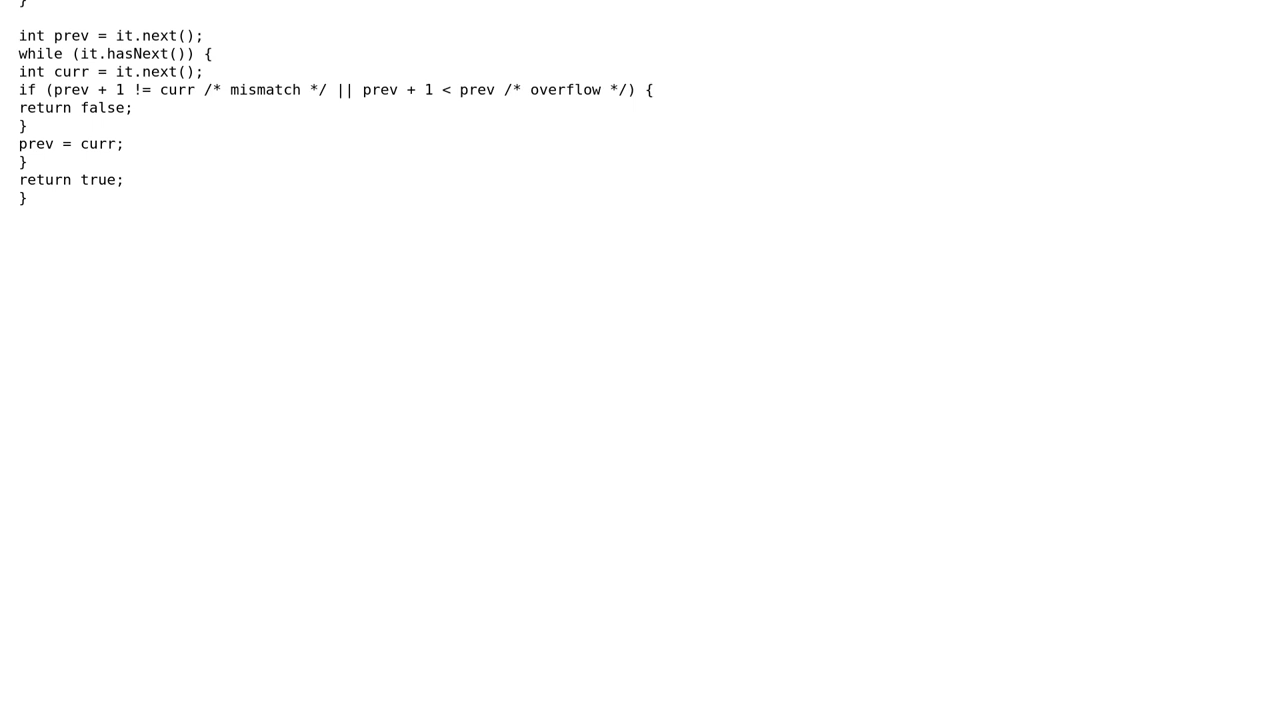 }

int prev = it.next();
while (it.hasNext()) {
int curr = it.next();
if (prev + 1 != curr /* mismatch */ || prev + 1 < prev /* overflow */) {
return false;
}
prev = curr;
}
return true;
}